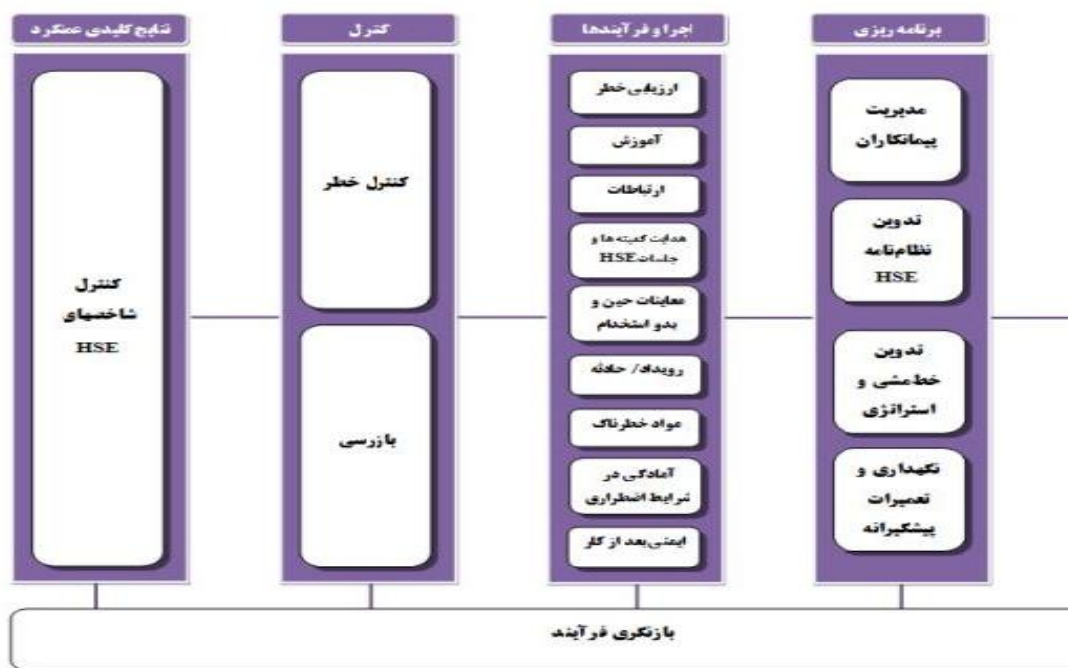 برنامه ریزی
مدیریت
پیمانکاران
تدوین
نظام‌نامه
HSE
تدوین
خط‌مشی و
استراتژی
نگهداری و
تعمیرات
پیشگیرانه
اجرا و فرآیندها
ارزیابی خطر
آموزش
ارتباطات
هدایت کمیته ها و
جلسات HSE
معاینات حین و
بدو استخدام
رویداد/ حادثه
مواد خطرناک
آمادگی در
شرایط اضطراری
ایمنی بعد از کار
کنترل
کنترل خطر
بازرسی
نتایج کلیدی عملکرد
کنترل
شاخصهای
HSE
بازنگری فرآیند